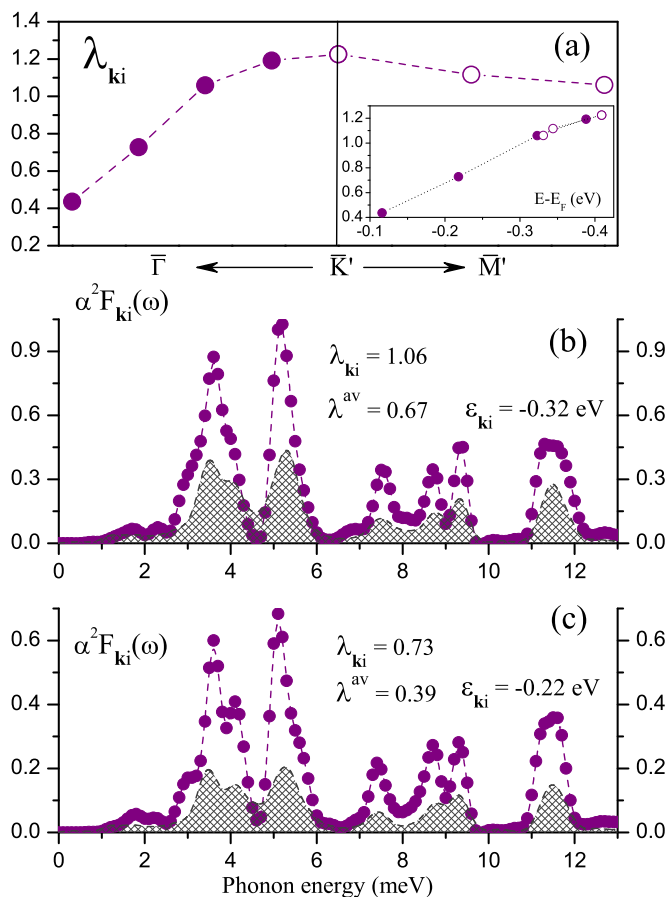 1.4
(a)
λki
1.2
1.0
0.8
0.6
0.4
0.2
1.2
1.0
0.8
0.6
0.4
E-EF (eV)
-0.1 -0.2 -0.3 -0.4
Γ̅ K̅' M̅'
α²Fki(ω)
(b)
0.9 0.9
λki = 1.06
λav = 0.67 εki = -0.32 eV
0.6 0.6
0.3 0.3
0.0 0.0
0 2 4 6 8 10 12
(c)
α²Fki(ω)
λki = 0.73
λav = 0.39 εki = -0.22 eV
0.6 0.6
0.4 0.4
0.2 0.2
0.0 0.0
0 2 4 6 8 10 12
Phonon energy (meV)